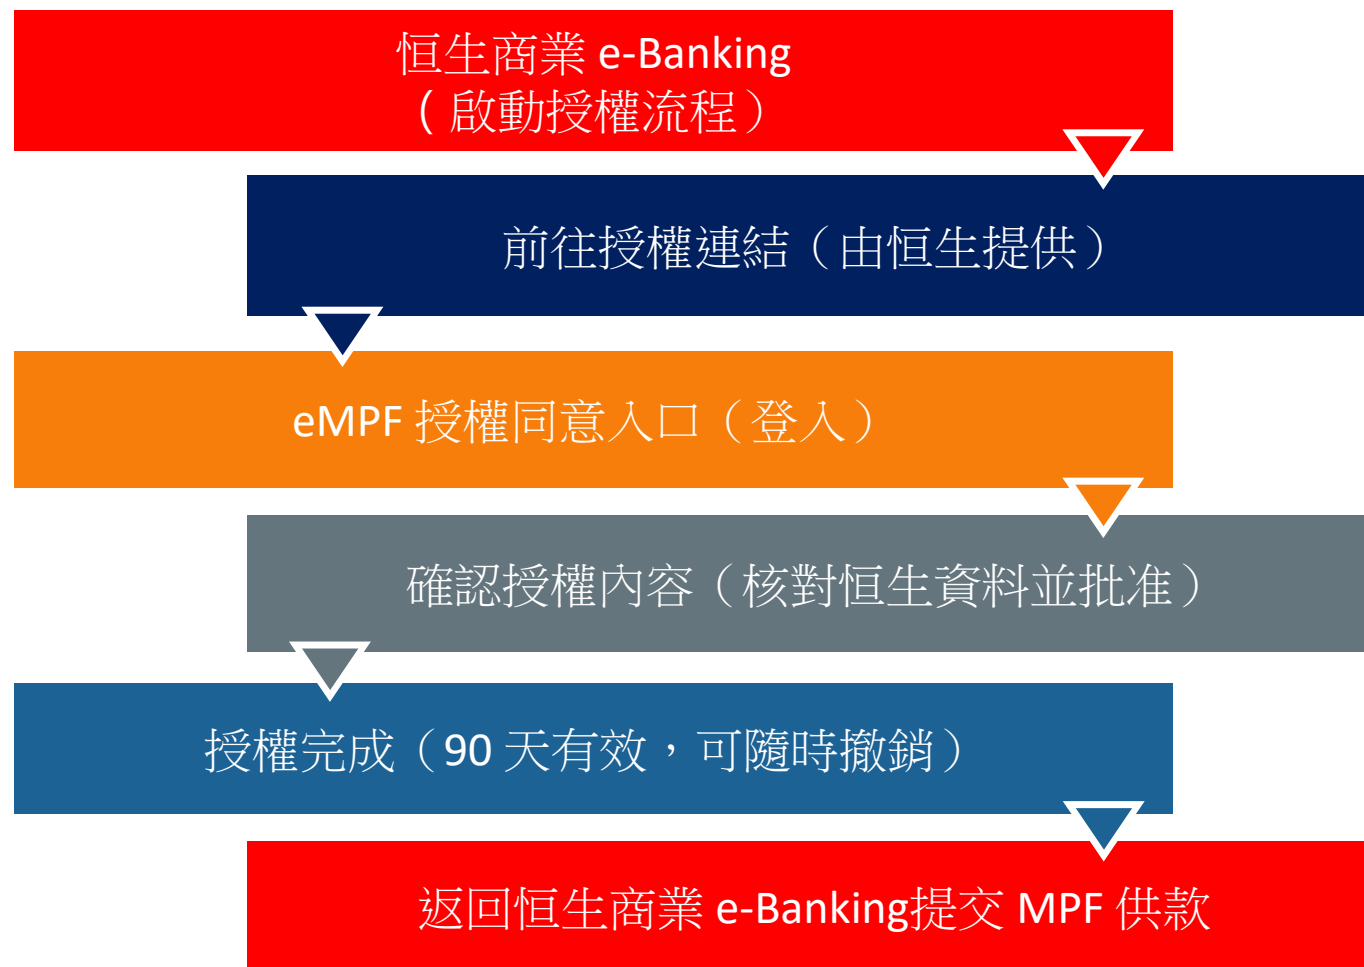 恒生商業 e-Banking
（啟動授權流程）
前往授權連結（由恒生提供）
eMPF 授權同意入口（登入）
確認授權內容（核對恒生資料並批准）
授權完成（90 天有效，可隨時撤銷）
返回恒生商業 e-Banking提交 MPF 供款